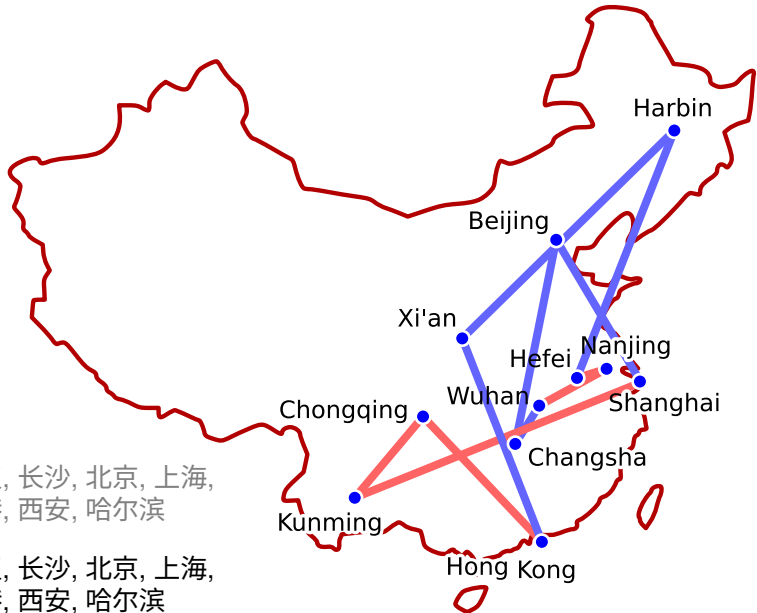 Harbin
Beijing
Xi'an
Hefei
Nanjing
Wuhan
Shanghai
Chongqing
Changsha
, 长沙, 北京, 上海,
Kunming
, 西安, 哈尔滨
Hong Kong
, 长沙, 北京, 上海,
, 西安, 哈尔滨